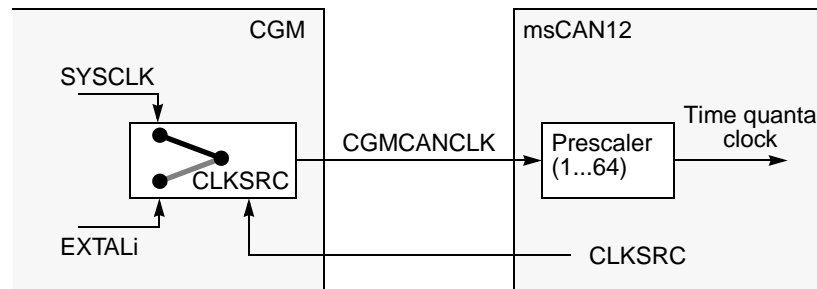 CGM
msCAN12
SYSCLK
CLKSRC
EXTALi
CGMCANCLK
Prescaler
(1...64)
Time quanta
clock
CLKSRC